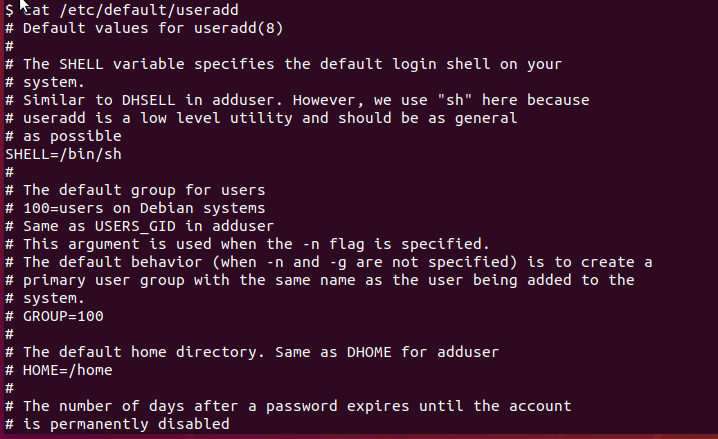 $ cat /etc/default/useradd
# Default values for useradd(8)
#
# The SHELL variable specifies the default login shell on your
# system.
# Similar to DHSELL in adduser. However, we use "sh" here because
# useradd is a low level utility and should be as general
# as possible
SHELL=/bin/sh
#
# The default group for users
# 100=users on Debian systems
# Same as USERS_GID in adduser
# This argument is used when the -n flag is specified.
# The default behavior (when -n and -g are not specified) is to create a
# primary user group with the same name as the user being added to the
# system.
# GROUP=100
#
# The default home directory. Same as DHOME for adduser
# HOME=/home
#
# The number of days after a password expires until the account
# is permanently disabled